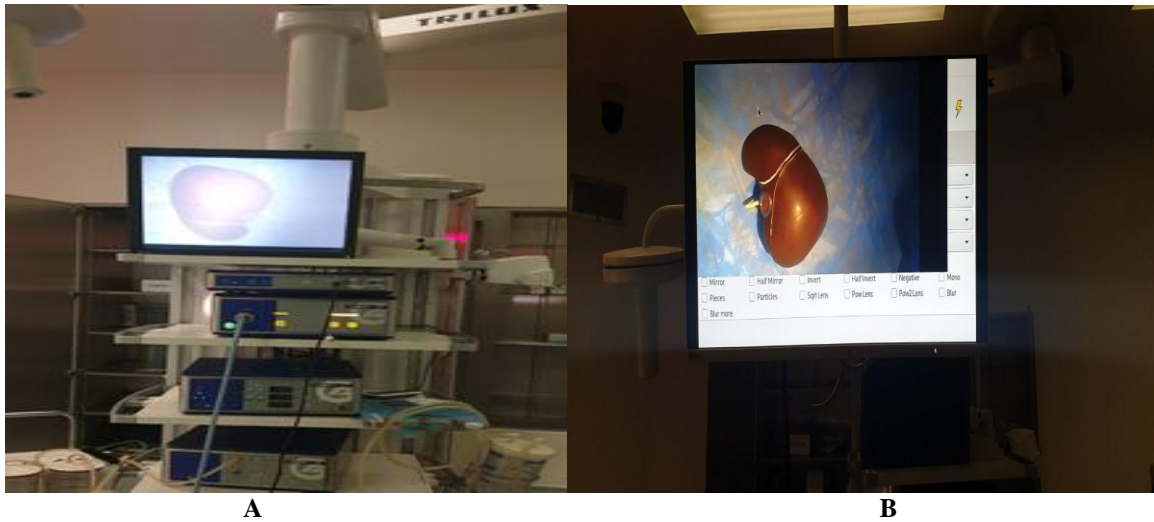 TRILUX
Mirror Half Mirror Invert Half Invert Negative Mono
Pieces Particles Sqrt Lens Pow Lens Pow2 Lens Blur
Blur more
A B